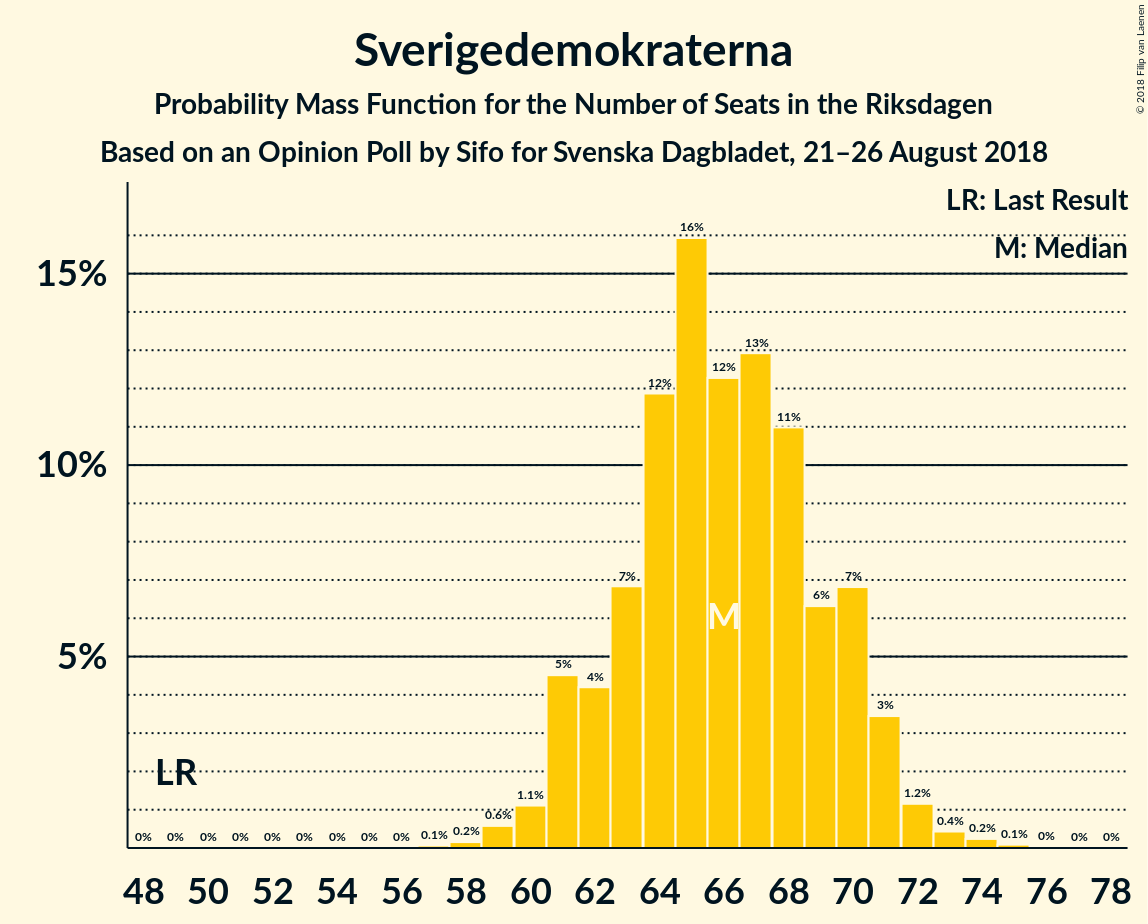 Sverigedemokraterna
Probability Mass Function for the Number of Seats in the Riksdagen
Based on an Opinion Poll by Sifo for Svenska Dagbladet, 21–26 August 2018
© 2018 Filip van Laenen
LR: Last Result
M: Median
15%
10%
5%
0% 0% 0% 0% 0% 0% 0% 0% 0% 0.1% 0.2% 0.6% 1.1% 5% 4% 7% 12% 16% 12% 13% 11% 6% 7% 3% 1.2% 0.4% 0.2% 0.1% 0% 0% 0%
LR
M
48 50 52 54 56 58 60 62 64 66 68 70 72 74 76 78